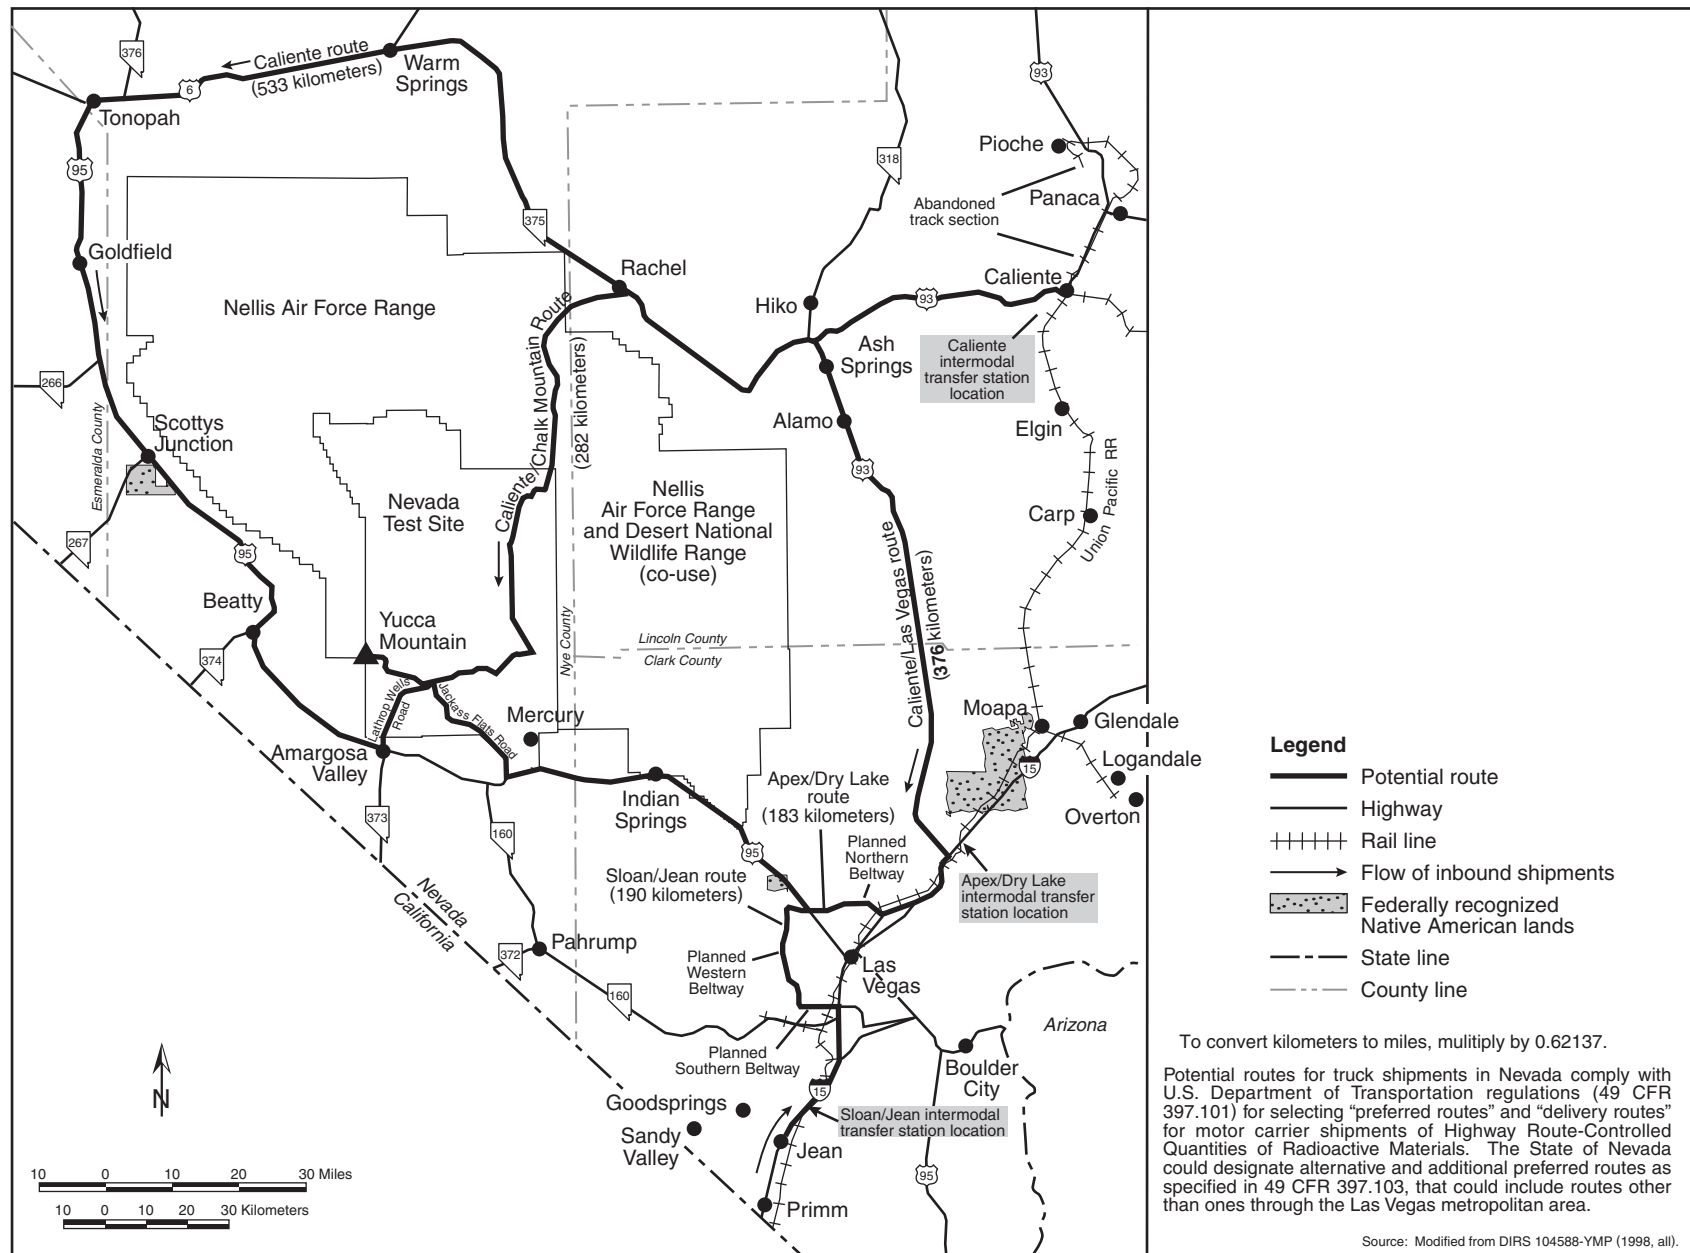 376
Caliente route
(533 kilometers)
Warm
Springs
6
Tonopah
95
93
Pioche
318
Abandoned
track section
Panaca
375
Goldfield
Rachel
Nellis Air Force Range
Hiko
Caliente
93
Caliente/Chalk Mountain Route
(282 kilometers)
Ash
Springs
Caliente
intermodal
transfer station
location
266
Esmeralda County
Scottys
Junction
Alamo
Elgin
93
Nevada
Test Site
Nellis
Air Force Range
and Desert National
Wildlife Range
(co-use)
Carp
Union Pacific RR
267
95
Caliente/Las Vegas route
(376 kilometers)
Beatty
Yucca
Mountain
Nye County
Lincoln County
Clark County
374
Lathrop Wells
Road
Jackass Flats Road
Mercury
Moapa
Glendale
Logandale
15
Overton
Amargosa
Valley
Indian
Springs
Apex/Dry Lake
route
(183 kilometers)
373
160
95
Planned
Northern
Beltway
Sloan/Jean route
(190 kilometers)
Apex/Dry Lake
intermodal transfer
station location
Nevada
California
372
Pahrump
Planned
Western
Beltway
Las
Vegas
160
Arizona
Planned
Southern Beltway
Boulder
City
15
Goodsprings
Sloan/Jean intermodal
transfer station location
Sandy
Valley
Jean
95
Primm
N
10 0 10 20 30 Miles
10 0 10 20 30 Kilometers
Legend
Potential route
Highway
Rail line
Flow of inbound shipments
Federally recognized
Native American lands
State line
County line
To convert kilometers to miles, mulitiply by 0.62137.
Potential routes for truck shipments in Nevada comply with
U.S. Department of Transportation regulations (49 CFR
397.101) for selecting “preferred routes” and “delivery routes”
for motor carrier shipments of Highway Route-Controlled
Quantities of Radioactive Materials. The State of Nevada
could designate alternative and additional preferred routes as
specified in 49 CFR 397.103, that could include routes other
than ones through the Las Vegas metropolitan area.
Source: Modified from DIRS 104588-YMP (1998, all).